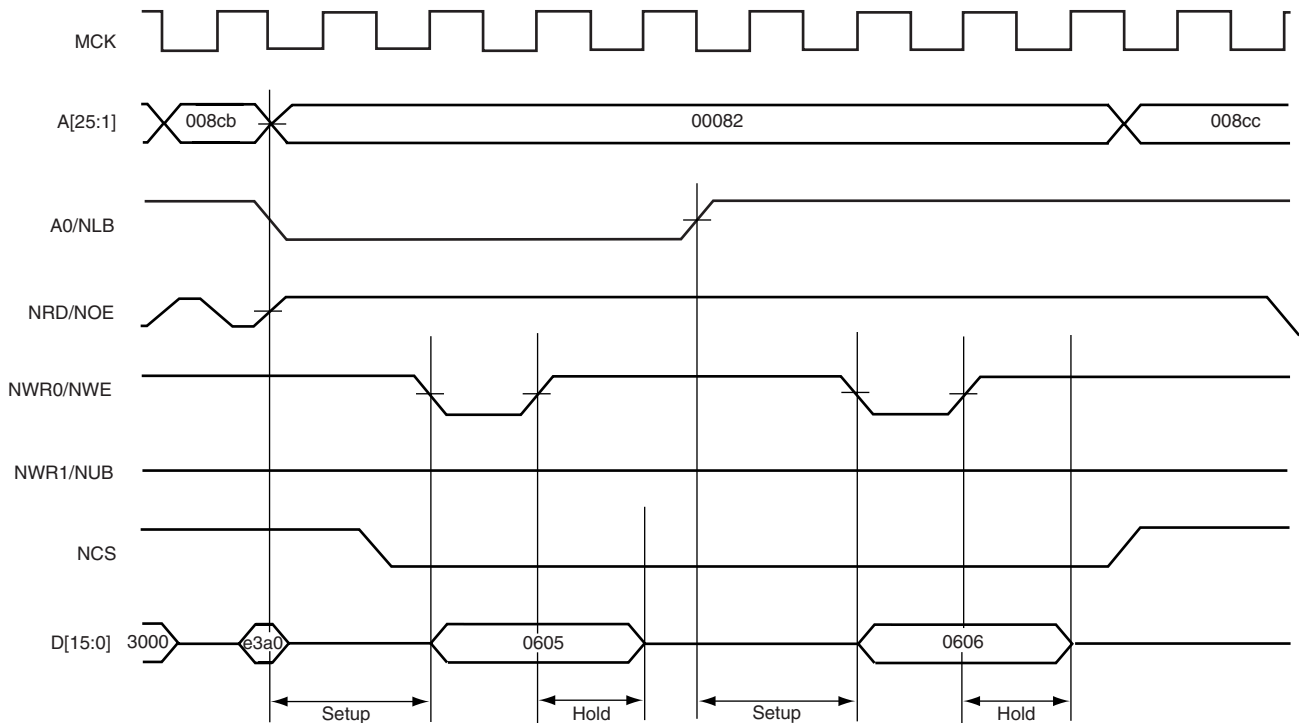 MCK
A[25:1] 008cb 00082 008cc
A0/NLB
NRD/NOE
NWR0/NWE
NWR1/NUB
NCS
D[15:0] 3000 e3a0 0605 0606
Setup Hold Setup Hold